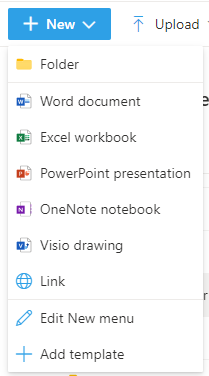 New
Upload
Folder
Word document
Excel workbook
PowerPoint presentation
OneNote notebook
Visio drawing
Link
Edit New menu
Add template